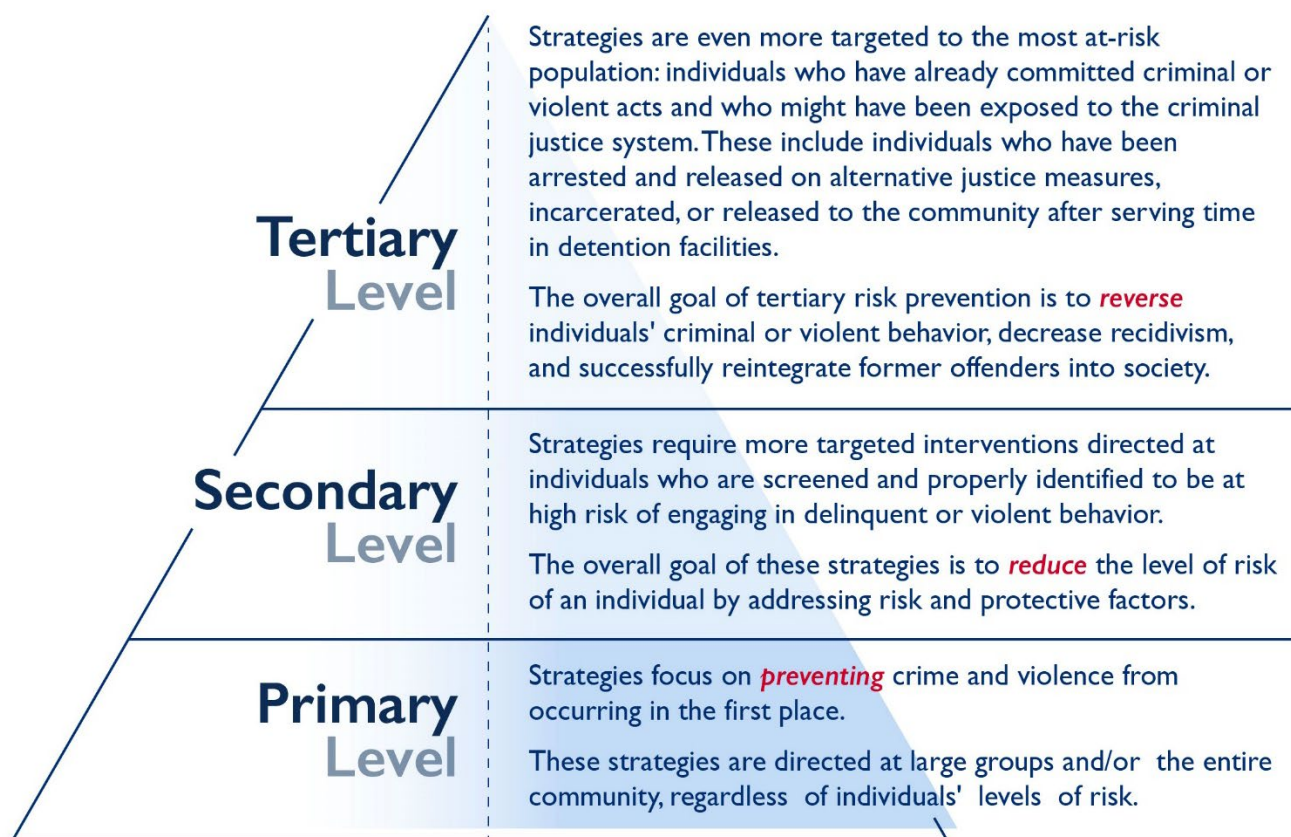 Strategies are even more targeted to the most at-risk
population: individuals who have already committed criminal or
violent acts and who might have been exposed to the criminal
justice system. These include individuals who have been
arrested and released on alternative justice measures,
incarcerated, or released to the community after serving time
in detention facilities.
Tertiary
Level
The overall goal of tertiary risk prevention is to reverse
individuals' criminal or violent behavior, decrease recidivism,
and successfully reintegrate former offenders into society.
Secondary
Level
Strategies require more targeted interventions directed at
individuals who are screened and properly identified to be at
high risk of engaging in delinquent or violent behavior.
The overall goal of these strategies is to reduce the level of risk
of an individual by addressing risk and protective factors.
Primary
Level
Strategies focus on preventing crime and violence from
occurring in the first place.
These strategies are directed at large groups and/or the entire
community, regardless of individuals' levels of risk.